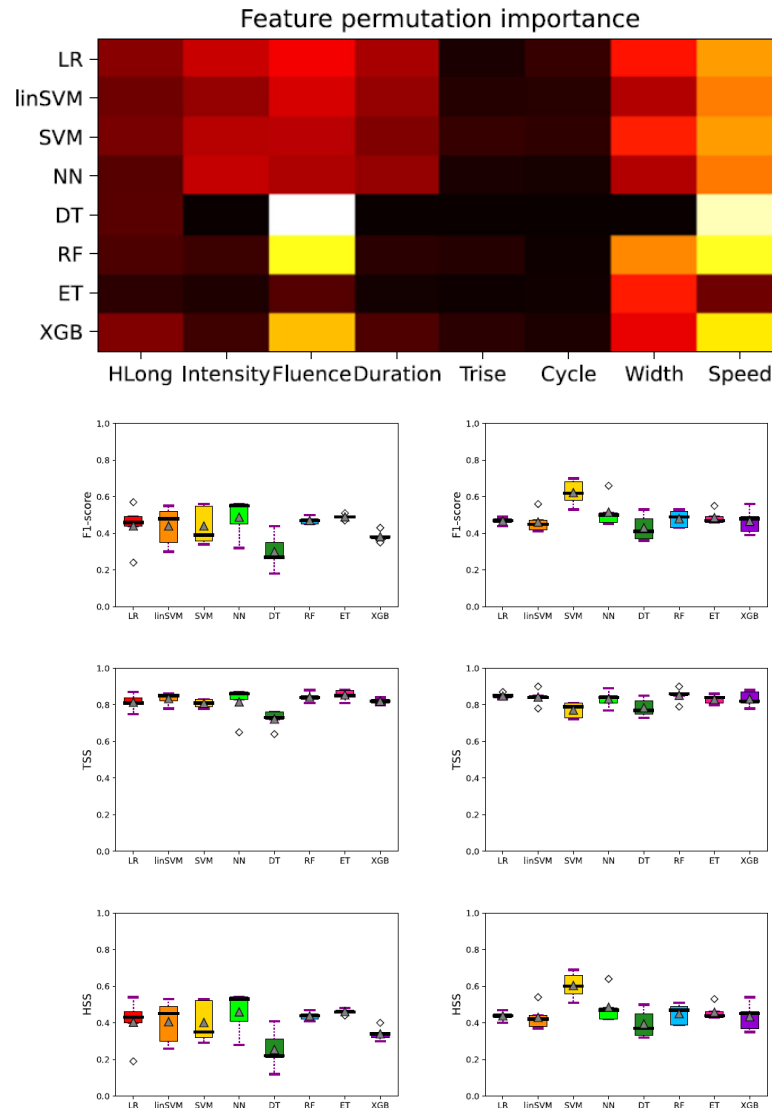 Feature permutation importance
LR
linSVM
SVM
NN
DT
RF
ET
XGB
HLong Intensity Fluence Duration Trise Cycle Width Speed
1.0
0.8
0.6
0.4
0.2
0.0
F1-score
LR linSVM SVM NN DT RF ET XGB
1.0
0.8
0.6
0.4
0.2
0.0
F1-score
LR linSVM SVM NN DT RF ET XGB
1.0
0.8
0.6
0.4
0.2
0.0
TSS
LR linSVM SVM NN DT RF ET XGB
1.0
0.8
0.6
0.4
0.2
0.0
TSS
LR linSVM SVM NN DT RF ET XGB
1.0
0.8
0.6
0.4
0.2
0.0
HSS
LR linSVM SVM NN DT RF ET XGB
1.0
0.8
0.6
0.4
0.2
0.0
HSS
LR linSVM SVM NN DT RF ET XGB